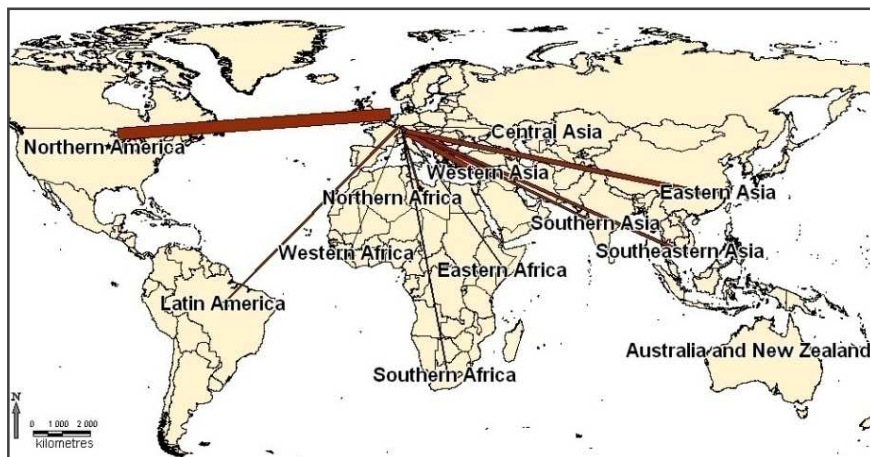 Central Asia
Northern America
Western Asia
Eastern Asia
Northern Africa
Southern Asia
Western Africa
Southeastern Asia
Eastern Africa
Latin America
Australia and New Zealand
Southern Africa
N
0 1 000 2 000
kilometres